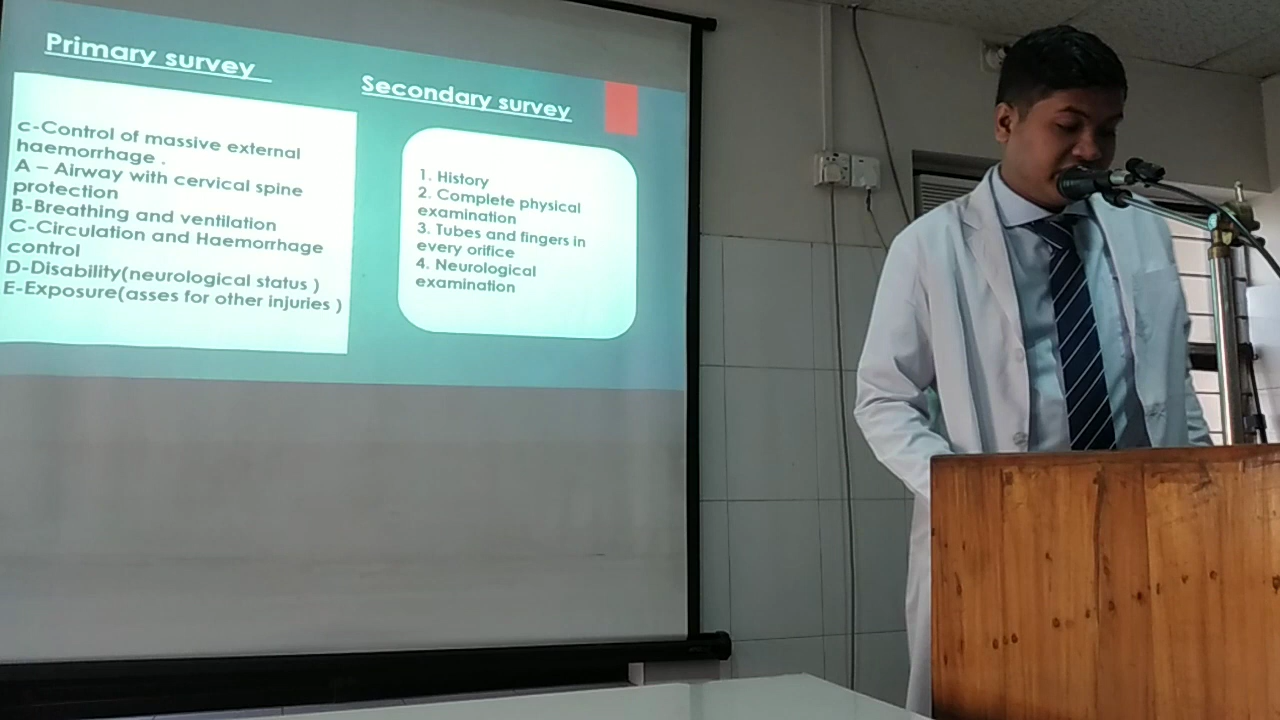 Primary survey
c-Control of massive external
haemorrhage .
A – Airway with cervical spine
protection
B-Breathing and ventilation
C-Circulation and Haemorrhage
control
D-Disability(neurological status )
E-Exposure(asses for other injuries )
Secondary survey
1. History
2. Complete physical
examination
3. Tubes and fingers in
every orifice
4. Neurological
examination